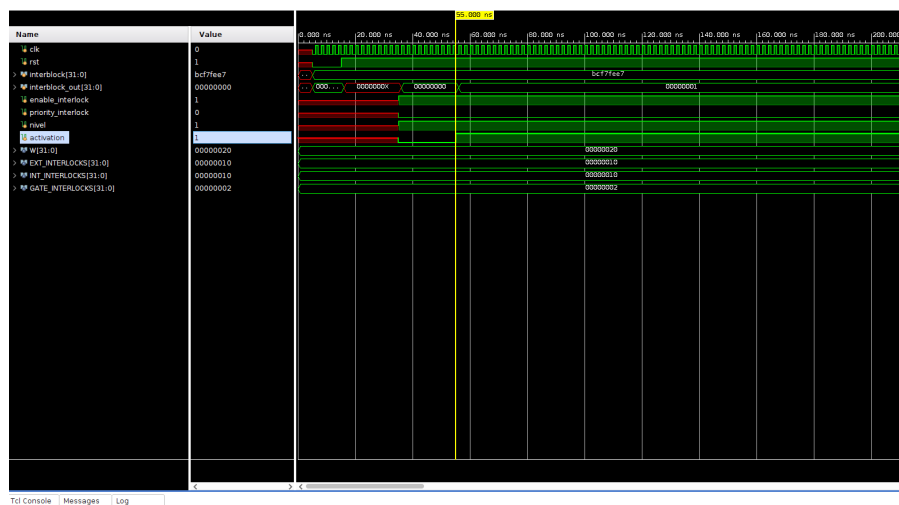 55.000 ns
Name Value 0.000 ns 20.000 ns 40.000 ns 60.000 ns 80.000 ns 100.000 ns 120.000 ns 140.000 ns 160.000 ns 180.000 ns 200.000
clk 0
rst 1
interblock[31:0] bcf7fee7 ... bcf7fee7
interblock_out[31:0] 00000000 ... 000... 0000000X 00000000 00000001
enable_interlock 1
priority_interlock 0
nivel 1
activation 1
W[31:0] 00000020 00000020
EXT_INTERLOCKS[31:0] 00000010 00000010
INT_INTERLOCKS[31:0] 00000010 00000010
GATE_INTERLOCKS[31:0] 00000002 00000002
Tcl Console Messages Log